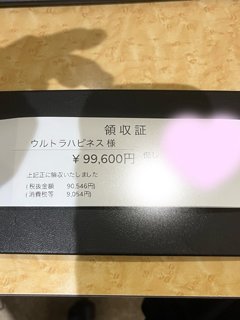 領収証
ウルトラハピネス 様
￥99,600円
上記正に領収いたしました
(税抜金額 90,546円)
(消費税等 9,054円)